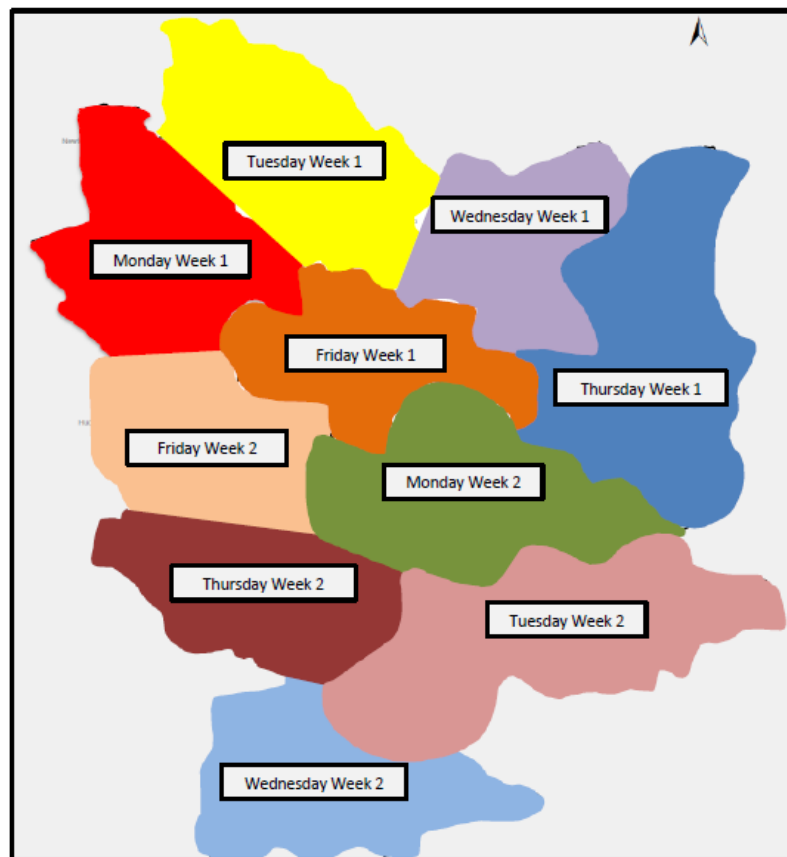 Tuesday Week 1
Wednesday Week 1
Monday Week 1
Friday Week 1
Thursday Week 1
Friday Week 2
Monday Week 2
Thursday Week 2
Tuesday Week 2
Wednesday Week 2